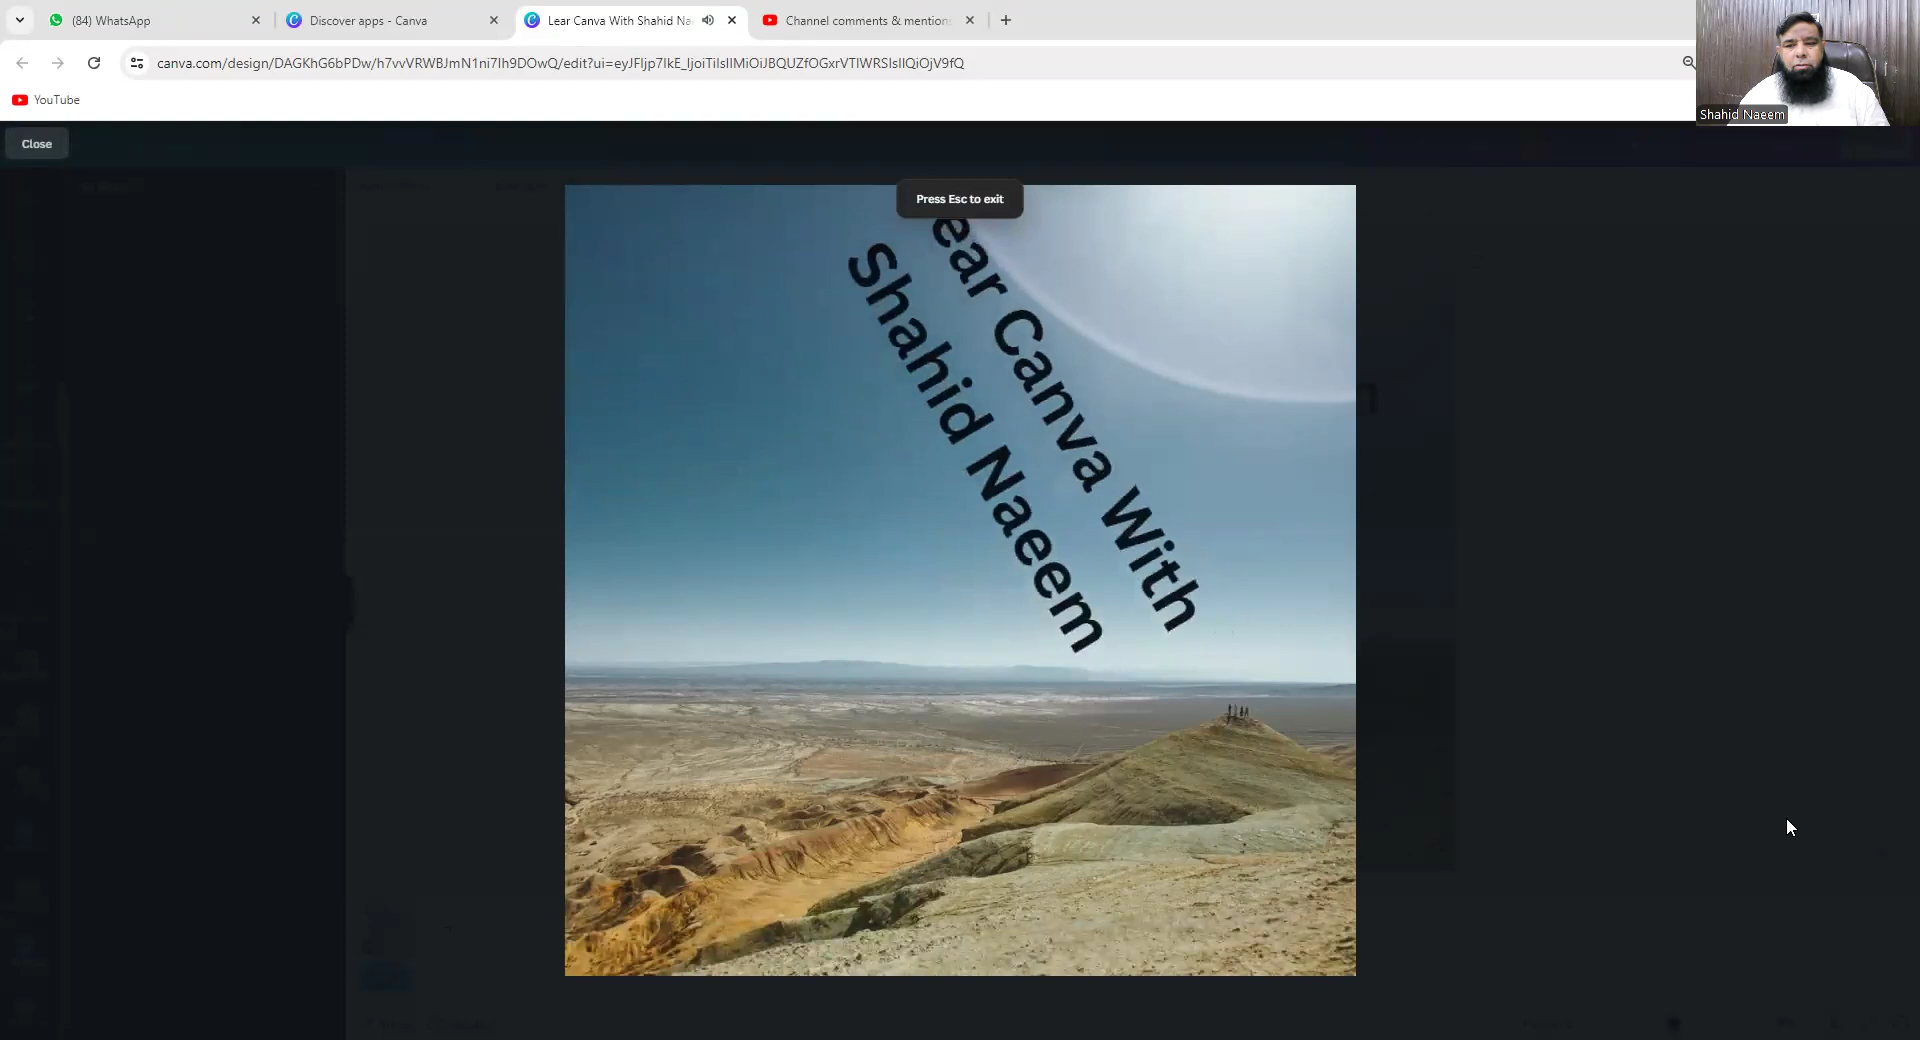 (84) WhatsApp
Discover apps - Canva
Lear Canva With Shahid Na
Channel comments & mentions
canva.com/design/DAGKhG6bPDw/h7vvVRWBJmN1ni7Ih9DOwQ/edit?ui=eyJFIjp7IkE_IjoiTiIsIlMiOiJBQUZfOGxrVTlWRSIsIlQiOjV9fQ
YouTube
Shahid Naeem
Close
Press Esc to exit
ear Canva With
Shahid Naeem